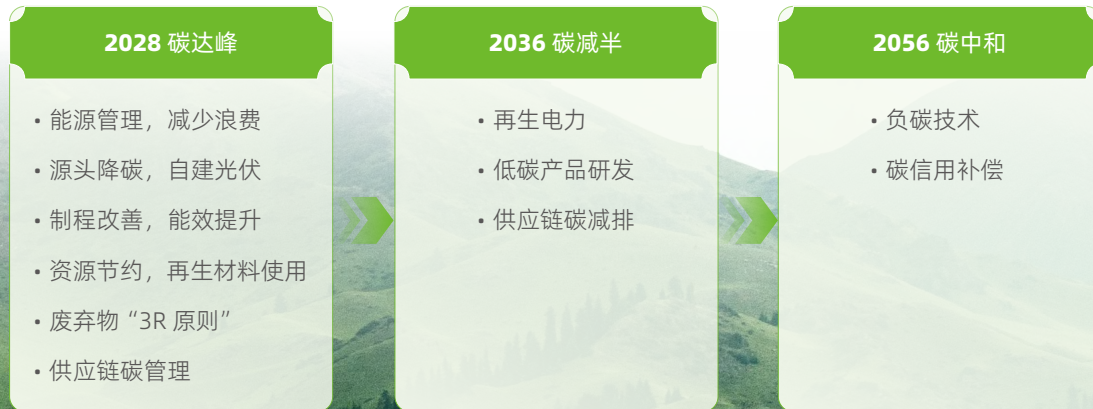 2028 碳达峰
• 能源管理，减少浪费
• 源头降碳，自建光伏
• 制程改善，能效提升
• 资源节约，再生材料使用
• 废弃物“3R 原则”
• 供应链碳管理
2036 碳减半
• 再生电力
• 低碳产品研发
• 供应链碳减排
2056 碳中和
• 负碳技术
• 碳信用补偿